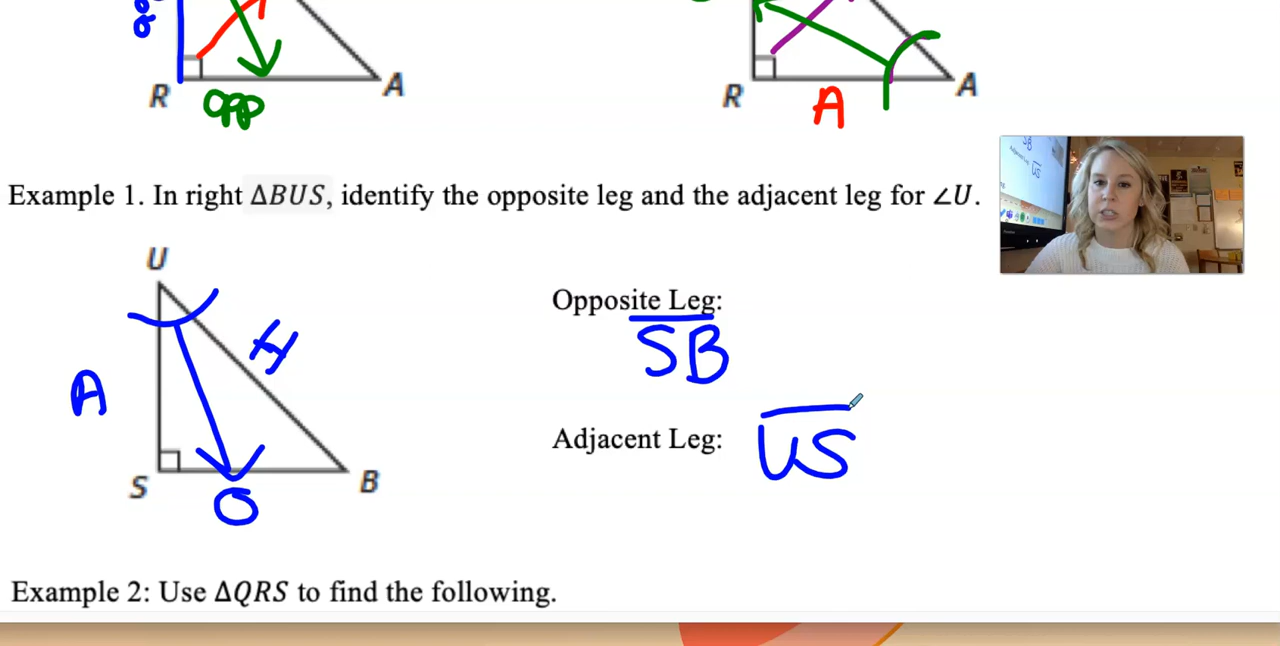 R opp A
R A A
Example 1. In right ΔBUS, identify the opposite leg and the adjacent leg for ∠U.
U
H
A
S
B
O
Opposite Leg:
SB
Adjacent Leg: US
Example 2: Use ΔQRS to find the following.